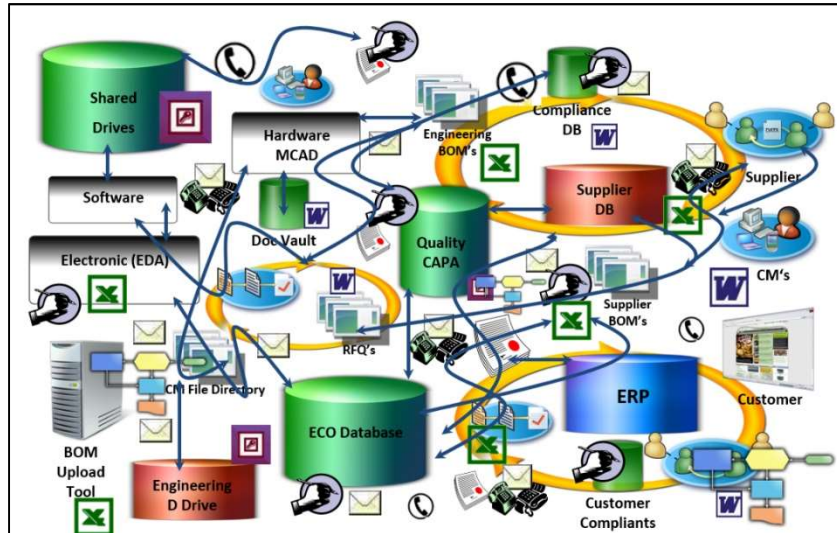 Shared
Drives
Hardware
MCAD
Engineering
BOM's
Compliance
DB
Software
Supplier
Supplier
DB
Doc Vault
Quality
CAPA
Electronic (EDA)
CM's
Supplier
BOM's
RFQ's
CM File Directory
Customer
ERP
ECO Database
BOM
Upload
Tool
Engineering
D Drive
Customer
Compliants